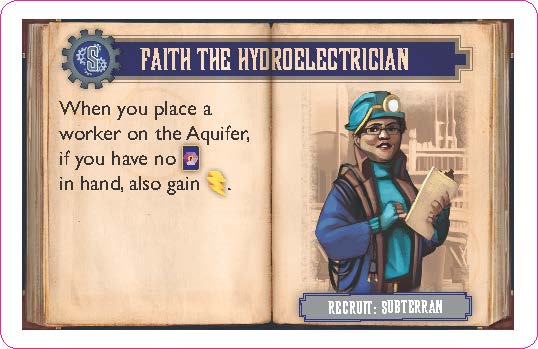 S
FAITH THE HYDROELECTRICIAN
When you place a
worker on the Aquifer,
if you have no
in hand, also gain .
RECRUIT: SUBTERRAN